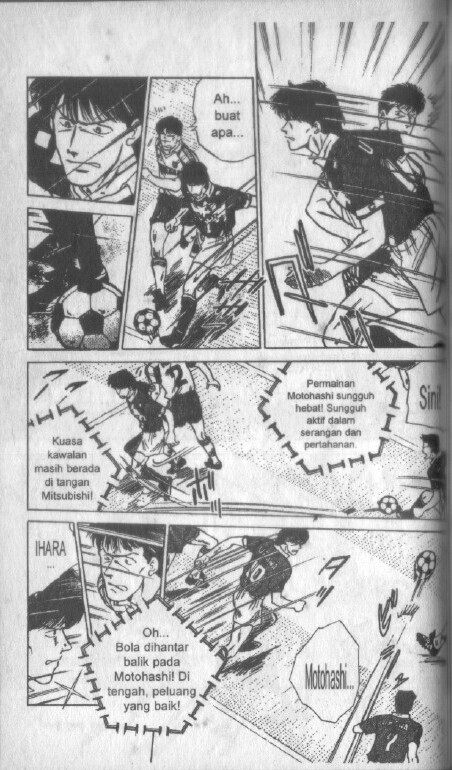 Ah...
buat
apa...
Permainan
Motohashi sungguh
hebat! Sungguh
aktif dalam
serangan dan
pertahanan.
Kuasa
kawalan
masih berada
di tangan
Mitsubishi!
IHARA
...
Oh...
Bola dihantar
balik pada
Motohashi! Di
tengah, peluang
yang baik!
Motohashi...